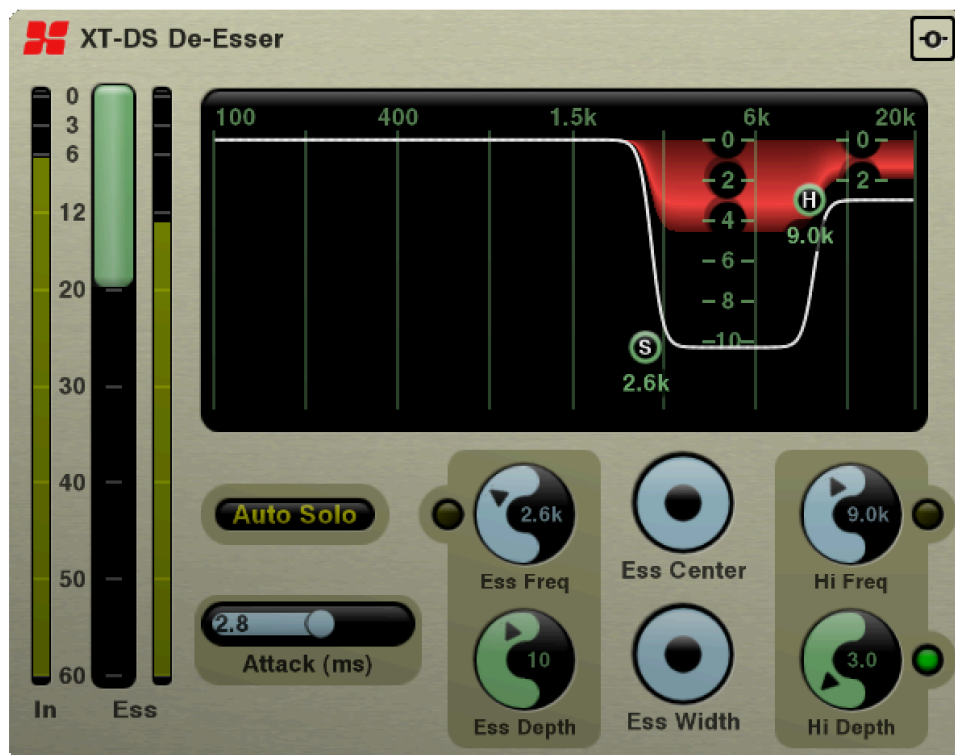 XT-DS De-Esser
-O-
0
3
6
12
20
30
40
50
60
In
Ess
100 400 1.5k 6k 20k
0 0
2 2
4
6
8
10
H
9.0k
S
2.6k
Auto Solo
2.8
Attack (ms)
2.6k
Ess Freq
Ess Center
9.0k
Hi Freq
10
Ess Depth
Ess Width
3.0
Hi Depth